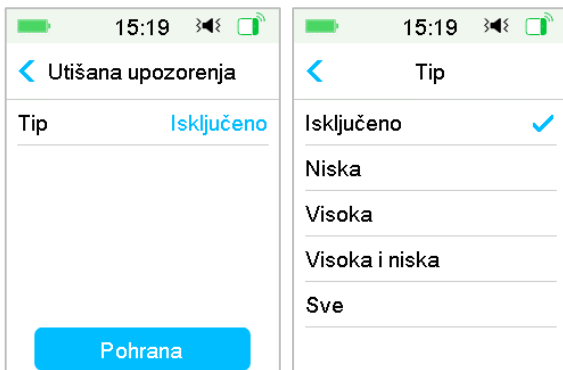 15:19
Utišana upozorenja
Tip Isključeno
Pohrana
15:19
Tip
Isključeno
Niska
Visoka
Visoka i niska
Sve